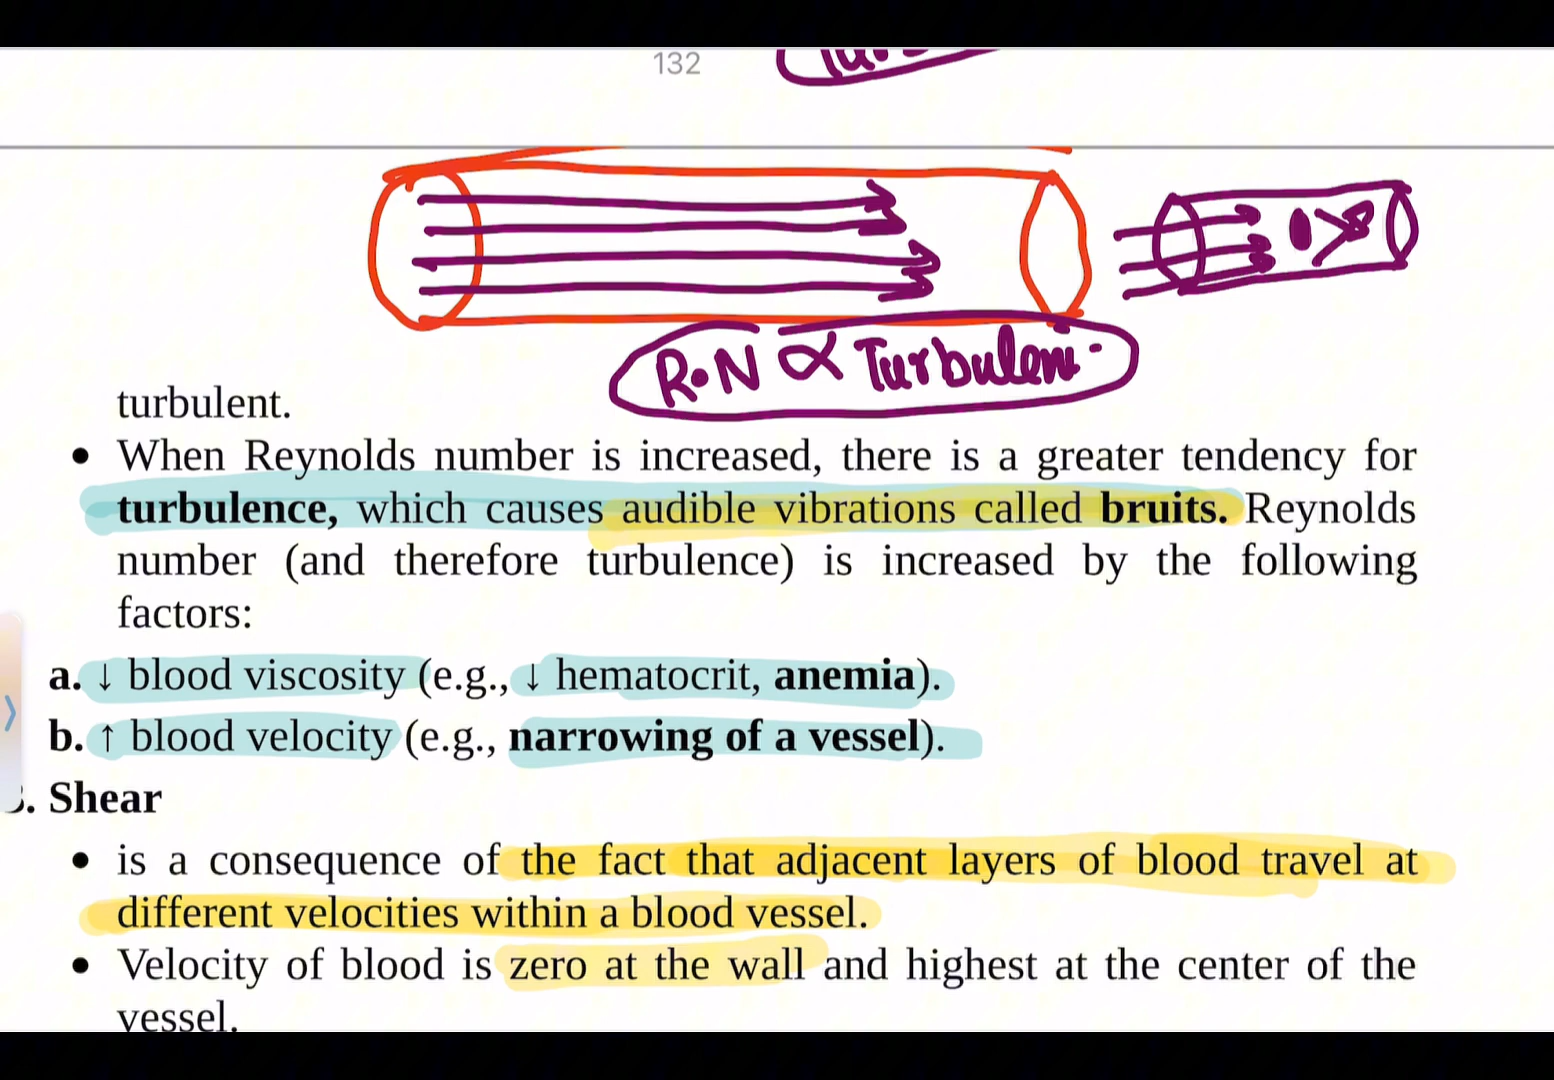 132
R.N ∝ Turbulent
turbulent.
• When Reynolds number is increased, there is a greater tendency for
turbulence, which causes audible vibrations called bruits. Reynolds
number (and therefore turbulence) is increased by the following
factors:
a. ↓ blood viscosity (e.g., ↓ hematocrit, anemia).
b. ↑ blood velocity (e.g., narrowing of a vessel).
. Shear
• is a consequence of the fact that adjacent layers of blood travel at
different velocities within a blood vessel.
• Velocity of blood is zero at the wall and highest at the center of the
vessel.